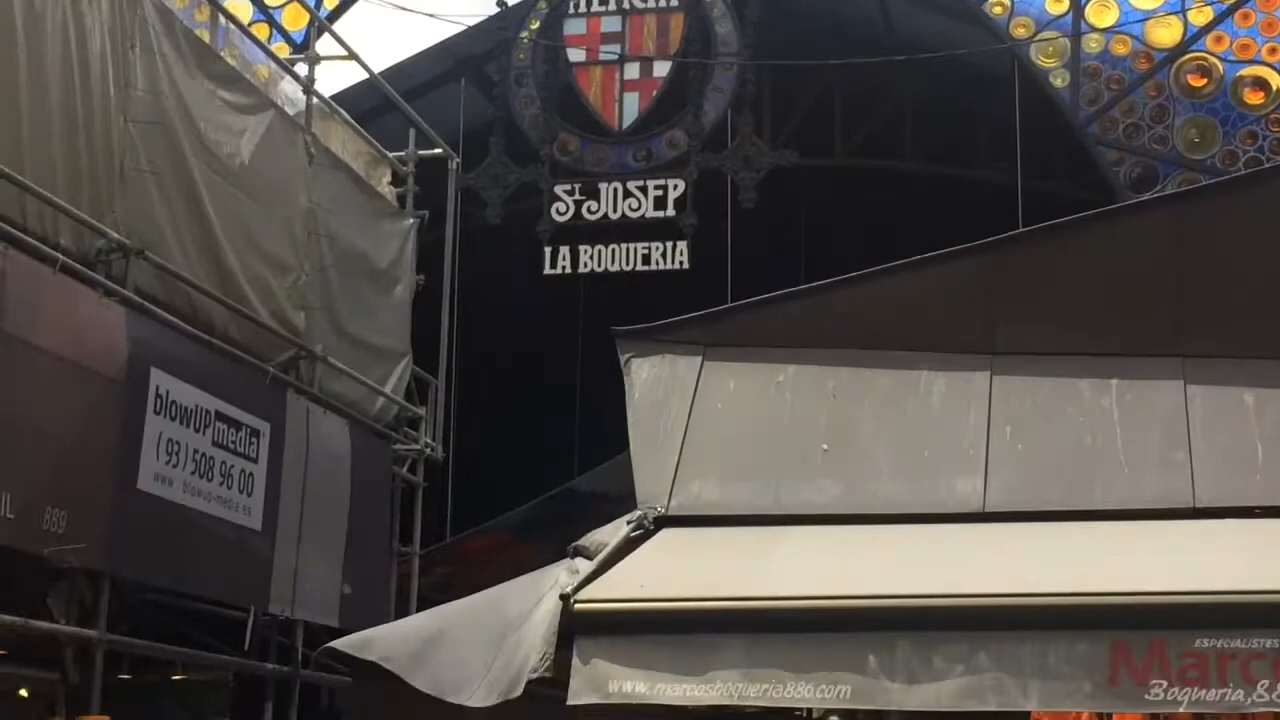 ST JOSEP
LA BOQUERIA
blowUP media
(93) 508 96 00
www. blowup-media.es
889
www.marcosboqueria886.com
ESPECIALISTES
Boqueria,